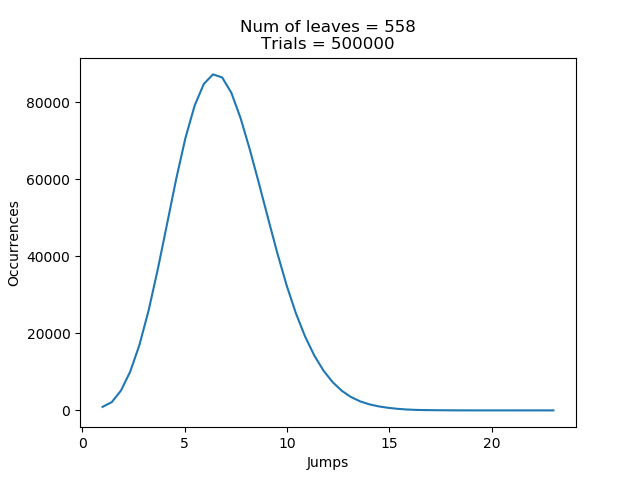 Num of leaves = 558
Trials = 500000
80000
60000
40000
20000
0
Occurrences
0 5 10 15 20
Jumps